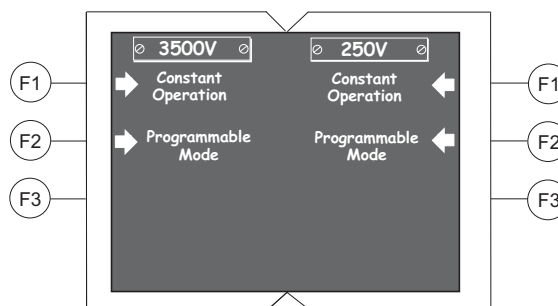 3500V
250V
F1
Constant
Operation
Constant
Operation
F1
F2
Programmable
Mode
Programmable
Mode
F2
F3
F3